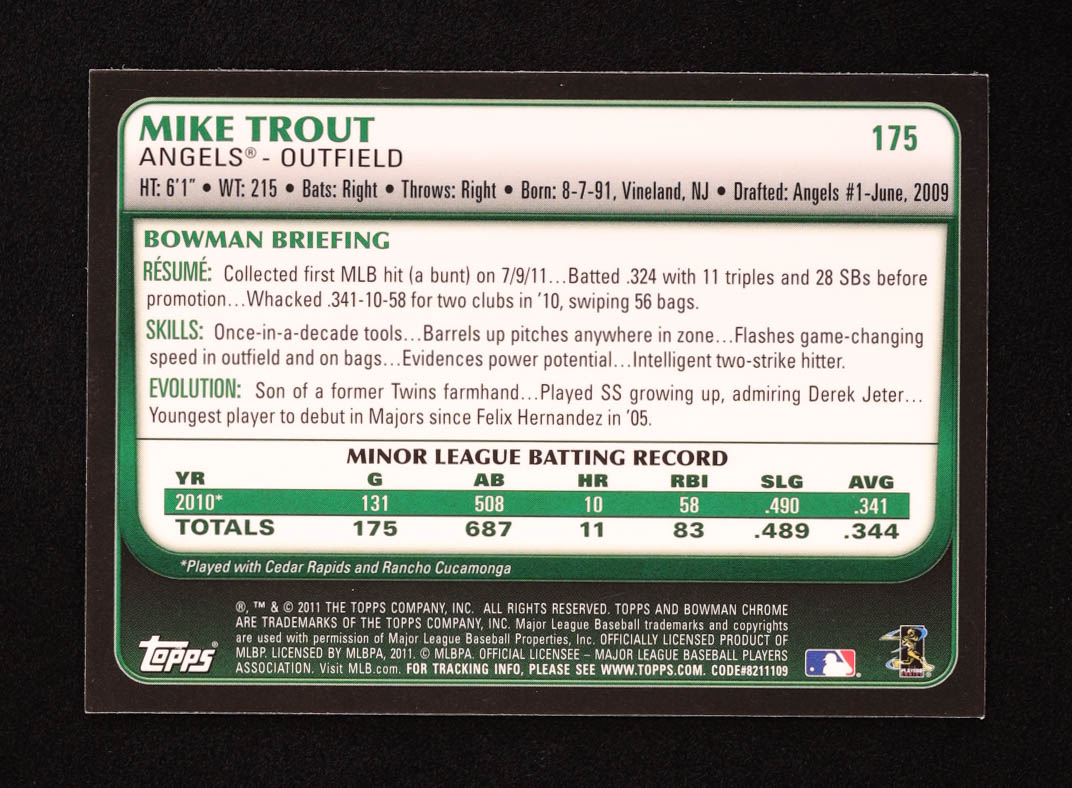 MIKE TROUT 175
ANGELS® - OUTFIELD
HT: 6'1" • WT: 215 • Bats: Right • Throws: Right • Born: 8-7-91, Vineland, NJ • Drafted: Angels #1-June, 2009
BOWMAN BRIEFING
RÉSUMÉ: Collected first MLB hit (a bunt) on 7/9/11...Batted .324 with 11 triples and 28 SBs before
promotion...Whacked .341-10-58 for two clubs in '10, swiping 56 bags.
SKILLS: Once-in-a-decade tools...Barrels up pitches anywhere in zone...Flashes game-changing
speed in outfield and on bags...Evidences power potential...Intelligent two-strike hitter.
EVOLUTION: Son of a former Twins farmhand...Played SS growing up, admiring Derek Jeter...
Youngest player to debut in Majors since Felix Hernandez in '05.
MINOR LEAGUE BATTING RECORD
YR G AB HR RBI SLG AVG
2010* 131 508 10 58 .490 .341
TOTALS 175 687 11 83 .489 .344
*Played with Cedar Rapids and Rancho Cucamonga
®, ™ & © 2011 THE TOPPS COMPANY, INC. ALL RIGHTS RESERVED. TOPPS AND BOWMAN CHROME
ARE TRADEMARKS OF THE TOPPS COMPANY, INC. Major League Baseball trademarks and copyrights
are used with permission of Major League Baseball Properties, Inc. OFFICIALLY LICENSED PRODUCT OF
MLBP. LICENSED BY MLBPA, 2011. © MLBPA. OFFICIAL LICENSEE – MAJOR LEAGUE BASEBALL PLAYERS
ASSOCIATION. Visit MLB.com. FOR TRACKING INFO, PLEASE SEE WWW.TOPPS.COM. CODE#8211109
Topps®
PLAYERS